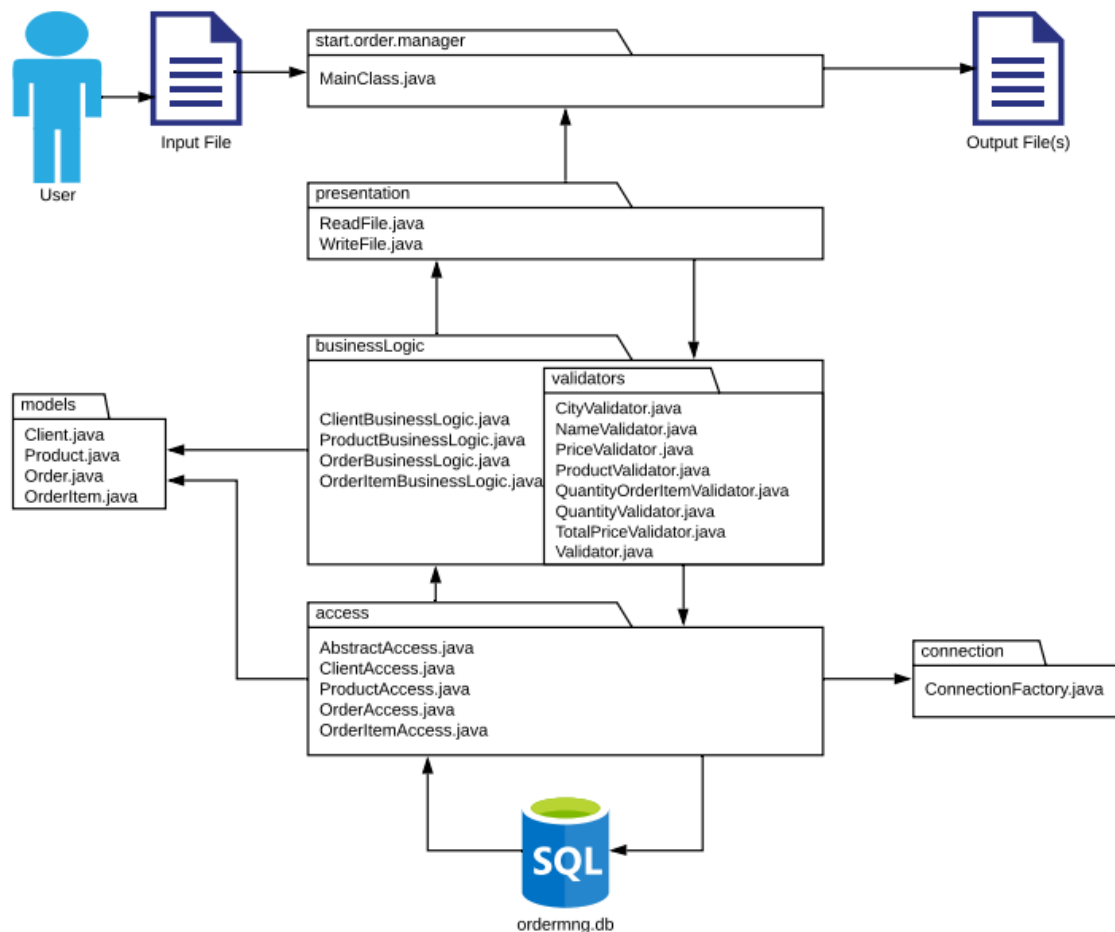 start.order.manager
MainClass.java
Input File
Output File(s)
User
presentation
ReadFile.java
WriteFile.java
businessLogic
ClientBusinessLogic.java
ProductBusinessLogic.java
OrderBusinessLogic.java
OrderItemBusinessLogic.java
validators
CityValidator.java
NameValidator.java
PriceValidator.java
ProductValidator.java
QuantityOrderItemValidator.java
QuantityValidator.java
TotalPriceValidator.java
Validator.java
models
Client.java
Product.java
Order.java
OrderItem.java
access
AbstractAccess.java
ClientAccess.java
ProductAccess.java
OrderAccess.java
OrderItemAccess.java
connection
ConnectionFactory.java
SQL
ordermng.db